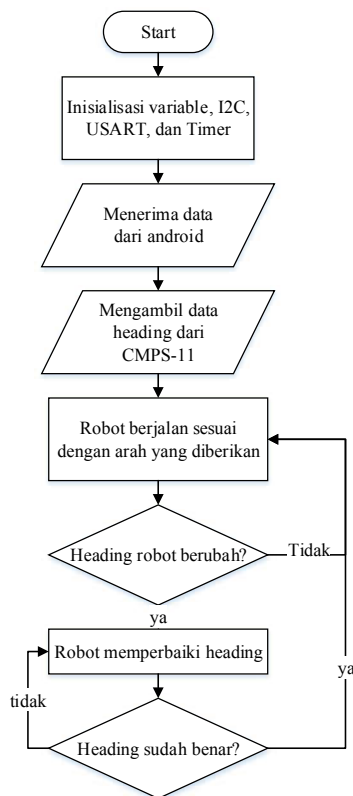 Start
Inisialisasi variable, I2C,
USART, dan Timer
Menerima data
dari android
Mengambil data
heading dari
CMPS-11
Robot berjalan sesuai
dengan arah yang diberikan
Heading robot berubah?
Tidak
ya
Robot memperbaiki heading
tidak
ya
Heading sudah benar?